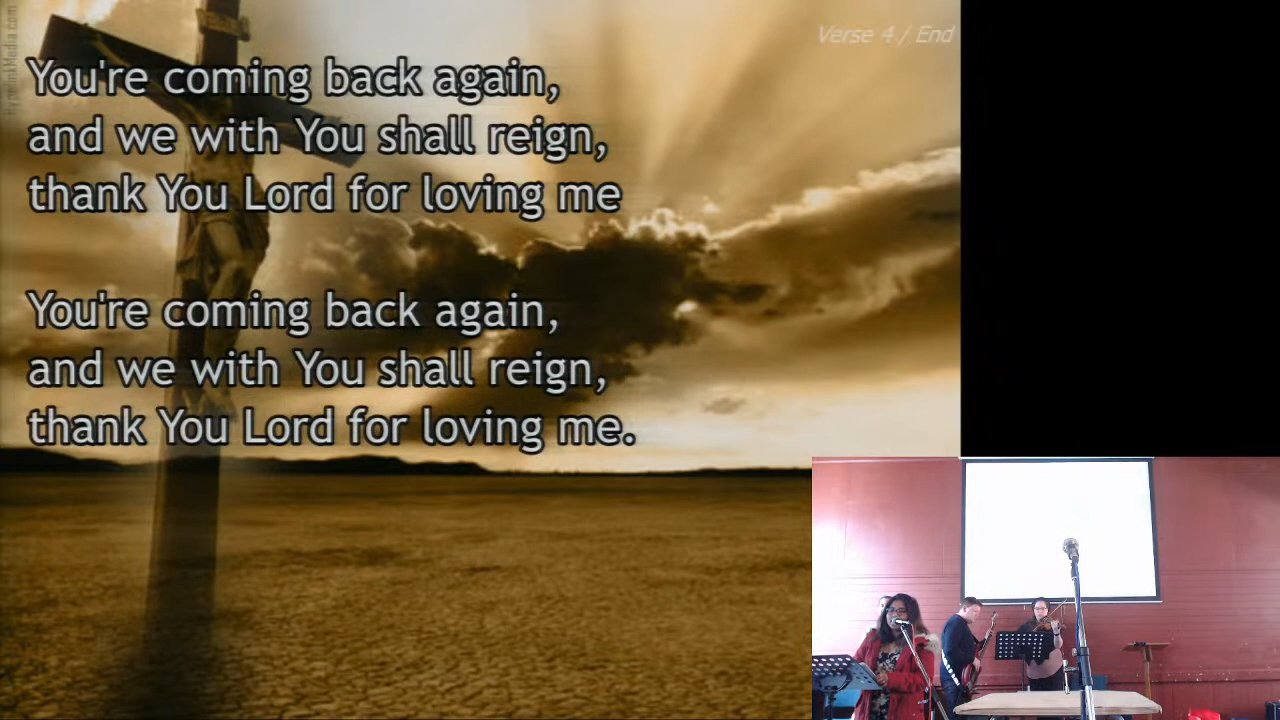 Verse 4 / End
You're coming back again,
and we with You shall reign,
thank You Lord for loving me
You're coming back again,
and we with You shall reign,
thank You Lord for loving me.